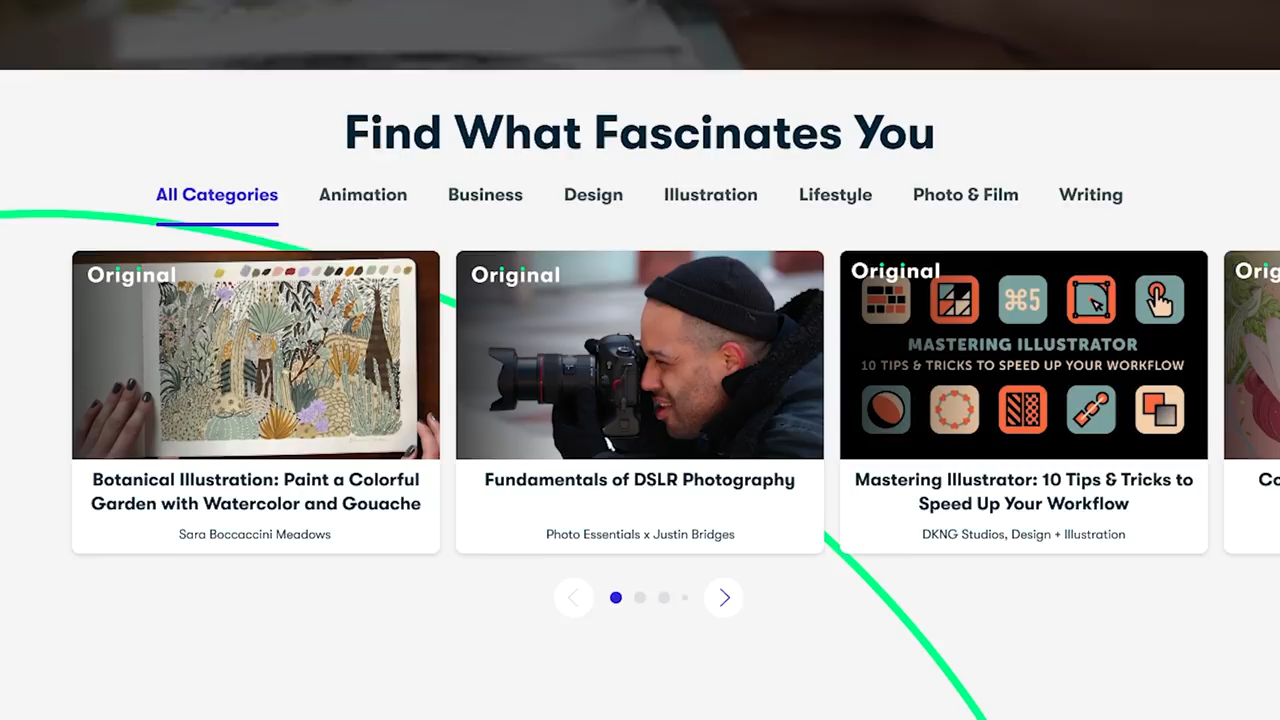 Find What Fascinates You
All Categories Animation Business Design Illustration Lifestyle Photo & Film Writing
Original
Botanical Illustration: Paint a Colorful
Garden with Watercolor and Gouache
Sara Boccaccini Meadows
Original
Fundamentals of DSLR Photography
Photo Essentials x Justin Bridges
Original
⌘5
MASTERING ILLUSTRATOR
10 TIPS & TRICKS TO SPEED UP YOUR WORKFLOW
Mastering Illustrator: 10 Tips & Tricks to
Speed Up Your Workflow
DKNG Studios, Design + Illustration
Orig
Co